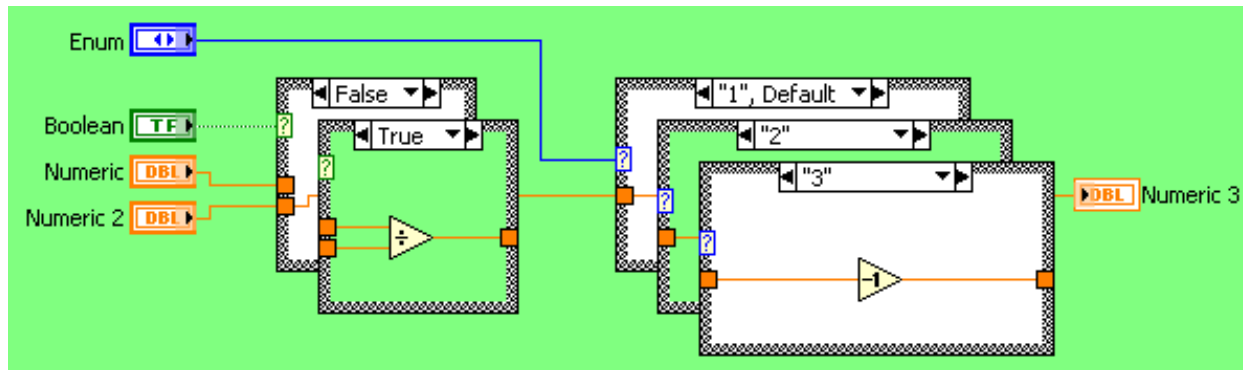 Enum
False
"1", Default
Boolean TF
True
"2"
?
?
?
?
Numeric DBL
"3"
DBL Numeric 3
Numeric 2 DBL
?
÷
-1